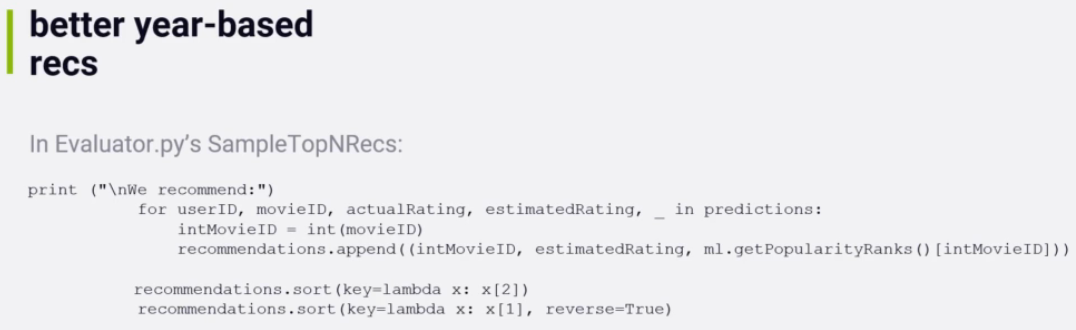 better year-based
recs
In Evaluator.py's SampleTopNRecs:
print ("\nWe recommend:")
for userID, movieID, actualRating, estimatedRating, _ in predictions:
intMovieID = int(movieID)
recommendations.append((intMovieID, estimatedRating, ml.getPopularityRanks()[intMovieID]))
recommendations.sort(key=lambda x: x[2])
recommendations.sort(key=lambda x: x[1], reverse=True)